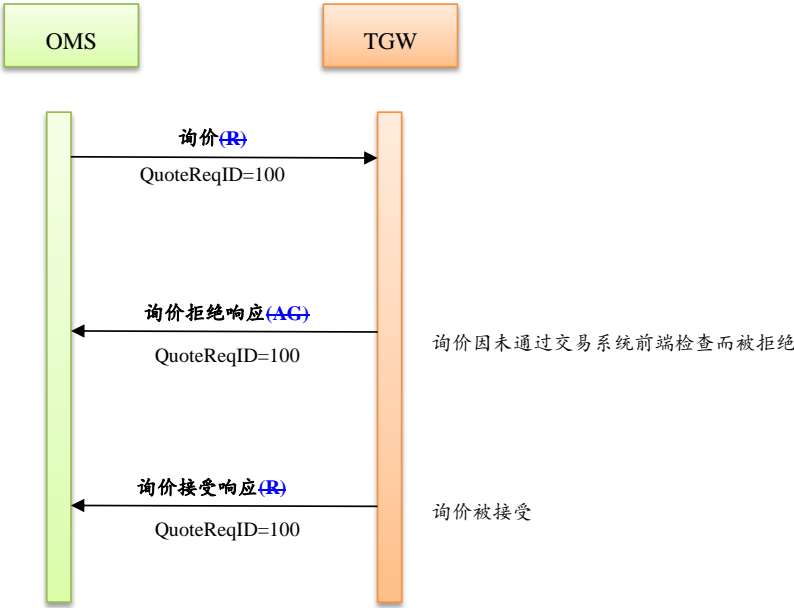 OMS
TGW
询价(R)
QuoteReqID=100
询价拒绝响应(AG)
QuoteReqID=100
询价因未通过交易系统前端检查而被拒绝
询价接受响应(R)
QuoteReqID=100
询价被接受